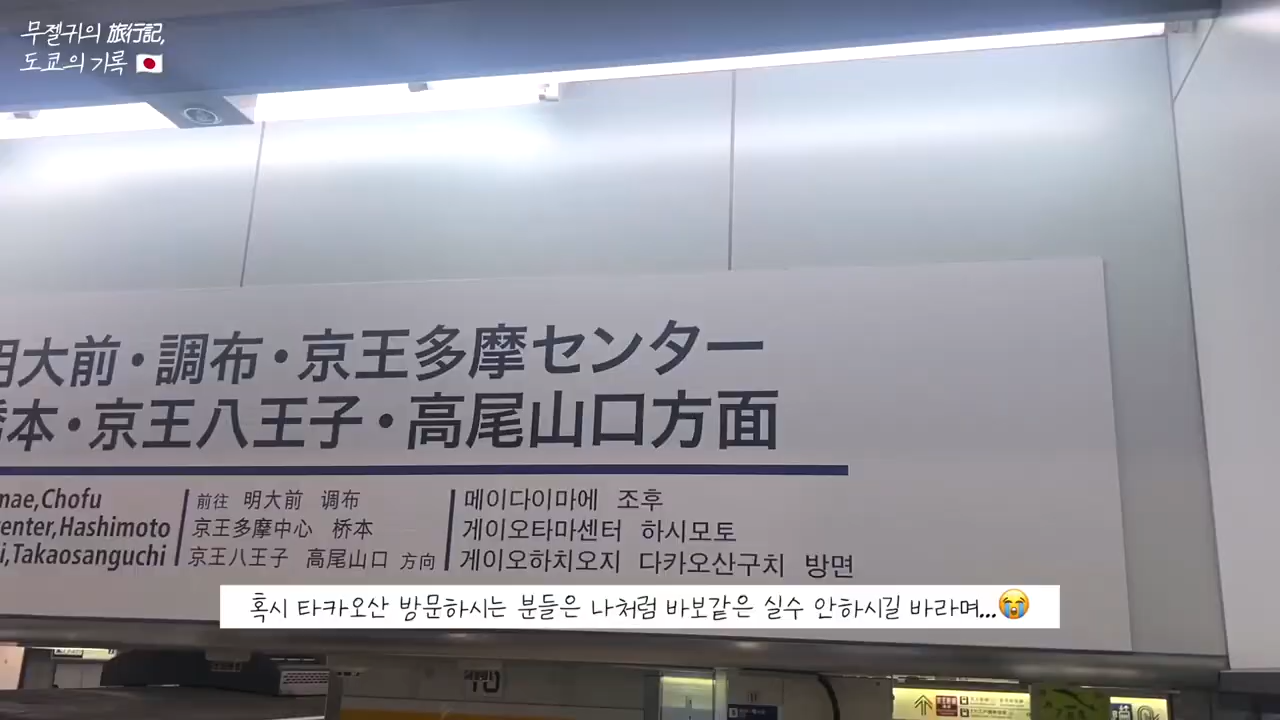 무젤귀의 旅行記,
도쿄의 기록 🇯🇵
明大前・調布・京王多摩センター
橋本・京王八王子・高尾山口方面
mae,Chofu
enter,Hashimoto
i,Takaosanguchi
前往 明大前 调布
京王多摩中心 桥本
京王八王子 高尾山口 方向
메이다이마에 조후
게이오타마센터 하시모토
게이오하치오지 다카오산구치 방면
혹시 타카오산 방문하시는 분들은 나처럼 바보같은 실수 안하시길 바라며...😭